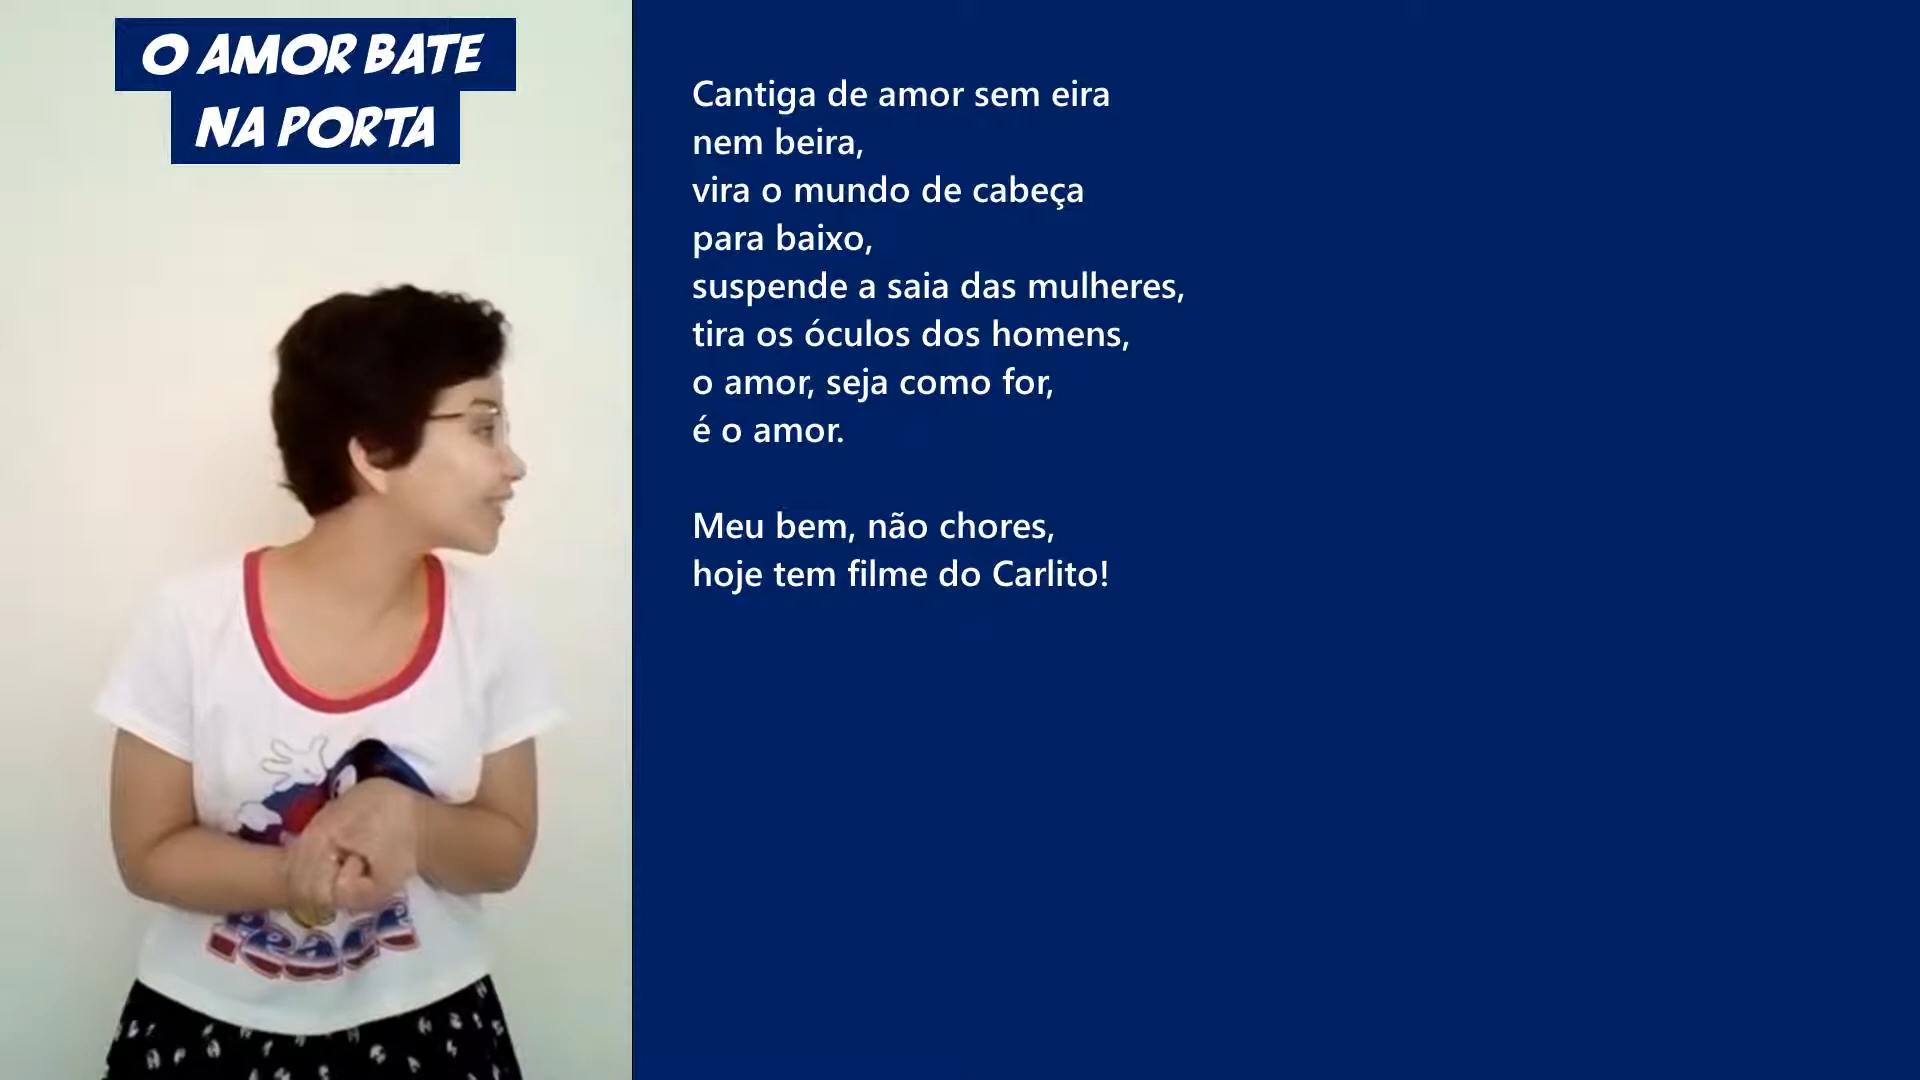 O AMOR BATE
NA PORTA
Cantiga de amor sem eira
nem beira,
vira o mundo de cabeça
para baixo,
suspende a saia das mulheres,
tira os óculos dos homens,
o amor, seja como for,
é o amor.
Meu bem, não chores,
hoje tem filme do Carlito!